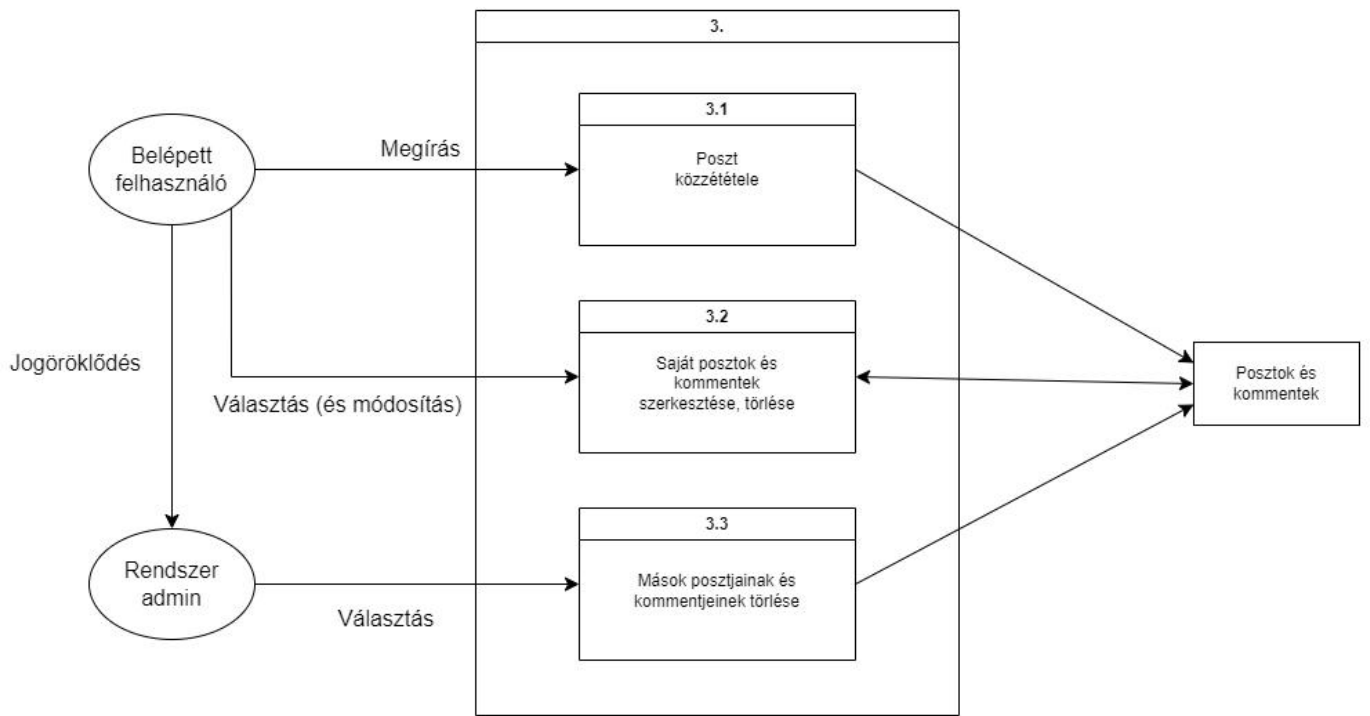 3.
3.1
Belépett
felhasználó
Megírás
Poszt
közzététele
3.2
Jogöröklődés
Választás (és módosítás)
Saját posztok és
kommentek
szerkesztése, törlése
Posztok és
kommentek
3.3
Rendszer
admin
Választás
Mások posztjainak és
kommentjeinek törlése